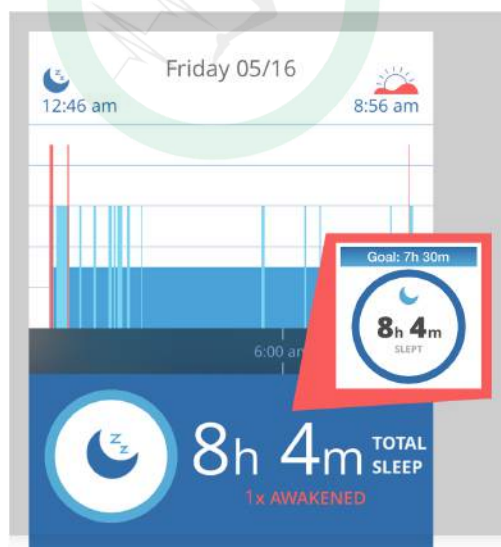 Friday 05/16
12:46 am
8:56 am
Goal: 7h 30m
8h 4m
SLEPT
6:00 am
8h 4m TOTAL SLEEP
1x AWAKENED